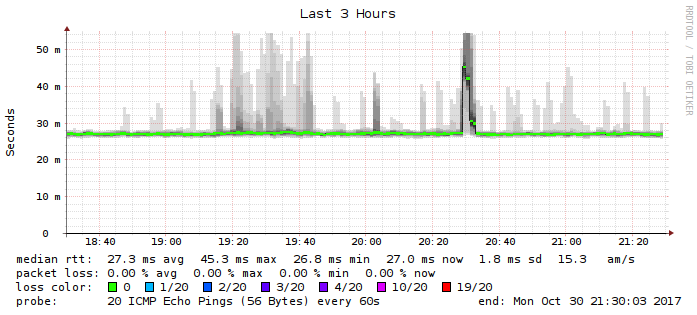 Last 3 Hours
RRDTOOL / TOBI OETIKER
Seconds
50 m
40 m
30 m
20 m
10 m
0
18:40 19:00 19:20 19:40 20:00 20:20 20:40 21:00 21:20
median rtt: 27.3 ms avg 45.3 ms max 26.8 ms min 27.0 ms now 1.8 ms sd 15.3 am/s
packet loss: 0.00 % avg 0.00 % max 0.00 % min 0.00 % now
loss color: 0 1/20 2/20 3/20 4/20 10/20 19/20
probe: 20 ICMP Echo Pings (56 Bytes) every 60s end: Mon Oct 30 21:30:03 2017